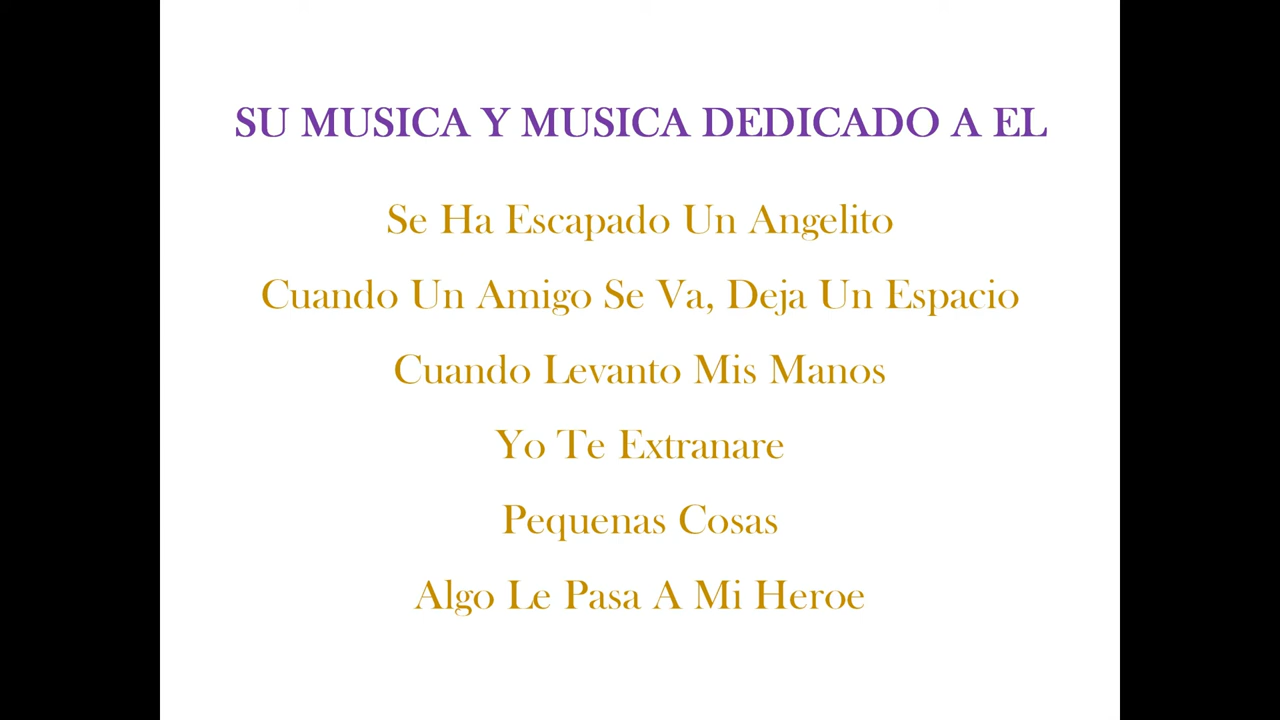 SU MUSICA Y MUSICA DEDICADO A EL
Se Ha Escapado Un Angelito
Cuando Un Amigo Se Va, Deja Un Espacio
Cuando Levanto Mis Manos
Yo Te Extranare
Pequenas Cosas
Algo Le Pasa A Mi Heroe